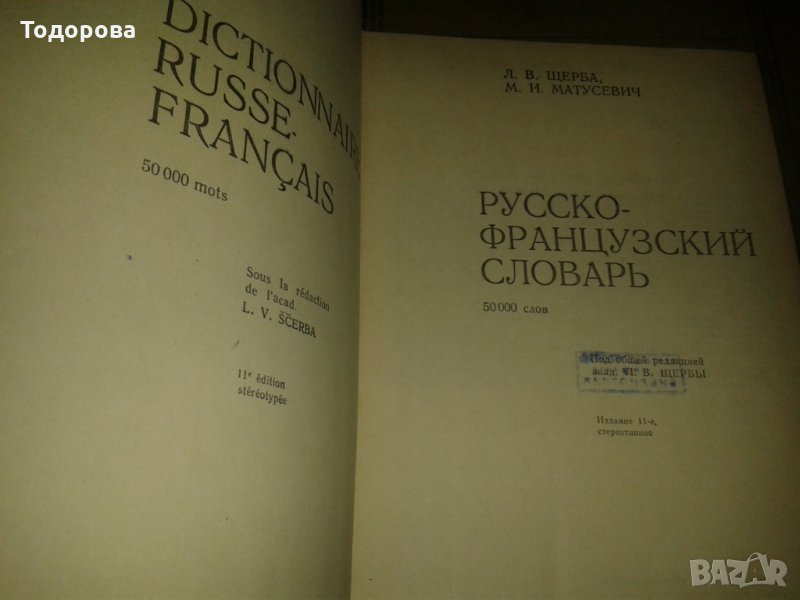 Тодорова
DICTIONNAIRE
RUSSE-
FRANÇAIS
50 000 mots
Sous la rédaction
de l'acad.
L. V. ŠČERBA
11e édition
stéréotypée
Л. В. ЩЕРБА,
М. И. МАТУСЕВИЧ
РУССКО-
ФРАНЦУЗСКИЙ
СЛОВАРЬ
50 000 слов
Под общей редакцией
акад. Л. В. ЩЕРБЫ
Издание 11-е,
стереотипное
BAZAR